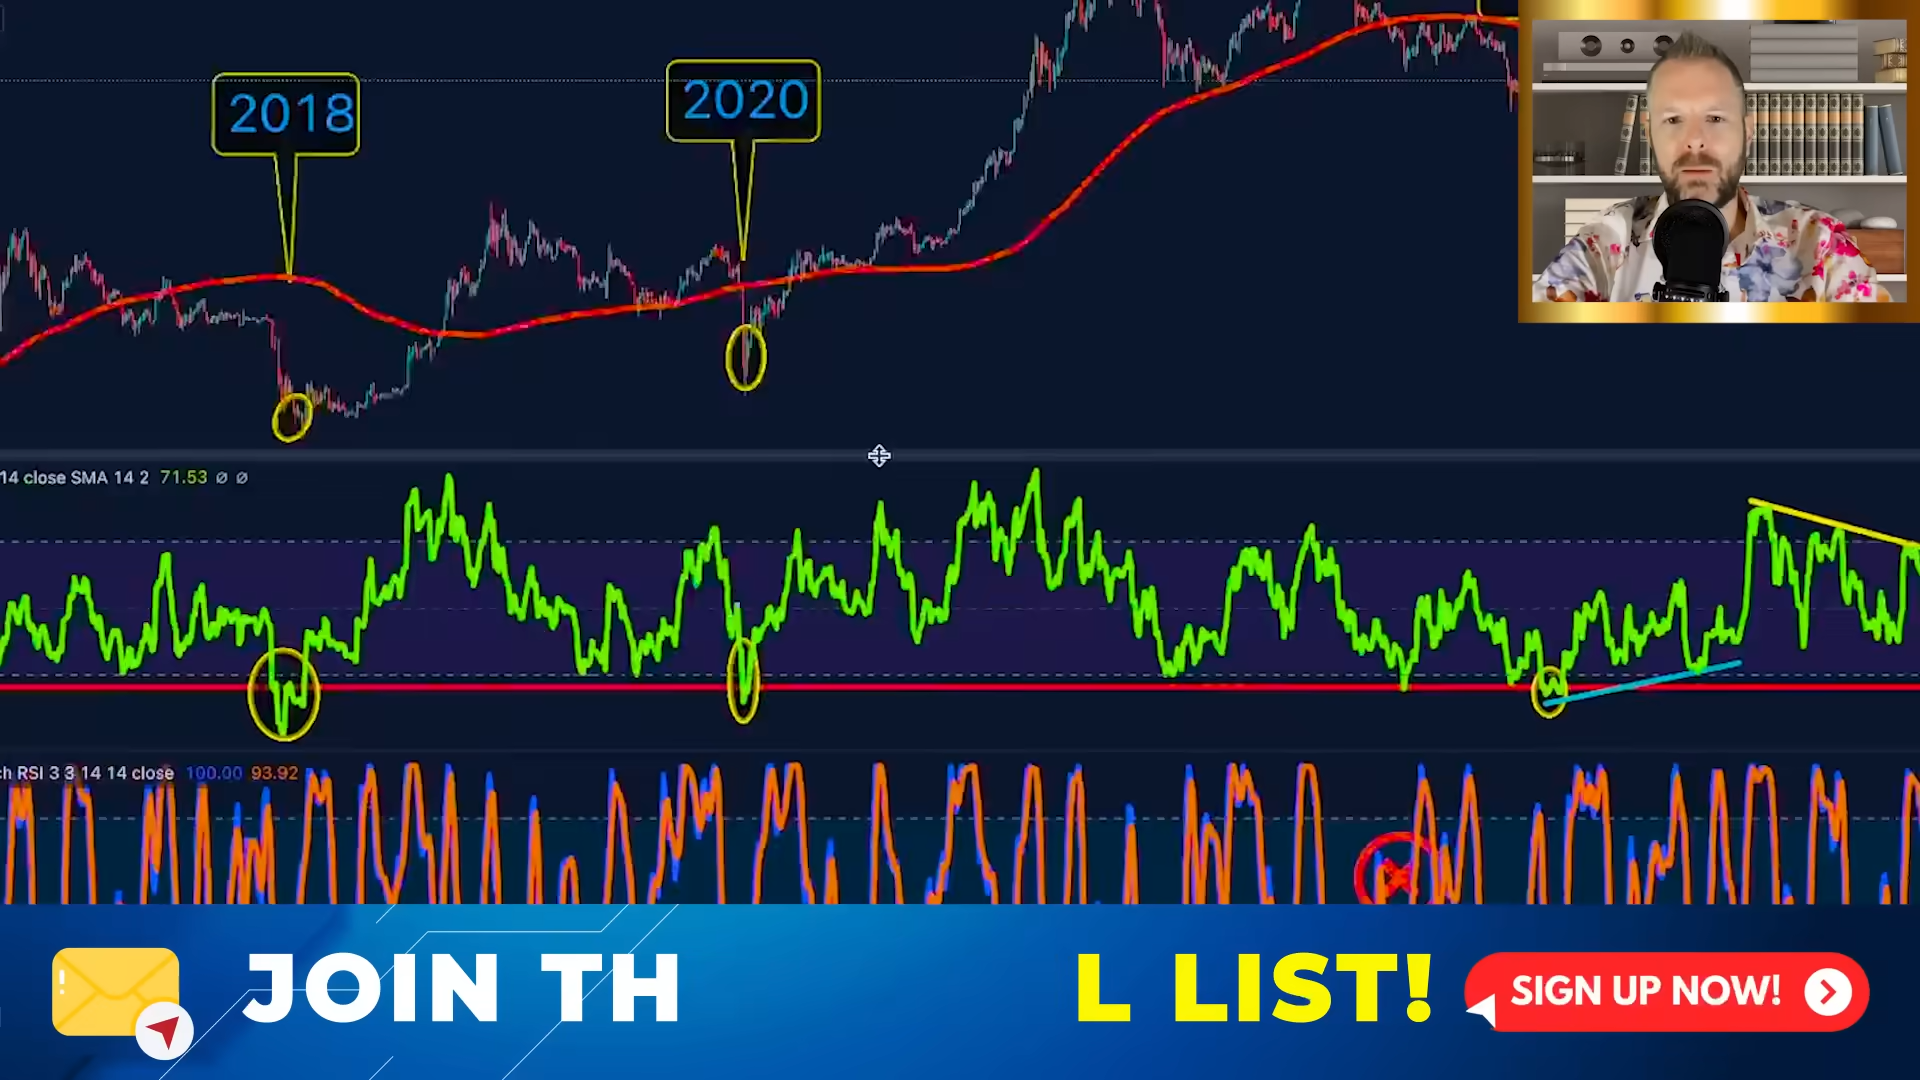 2018
2020
14 close SMA 14 2 71.53 ∅ ∅
ch RSI 3 3 14 14 close 100.00 93.92
JOIN TH
L LIST!
SIGN UP NOW!